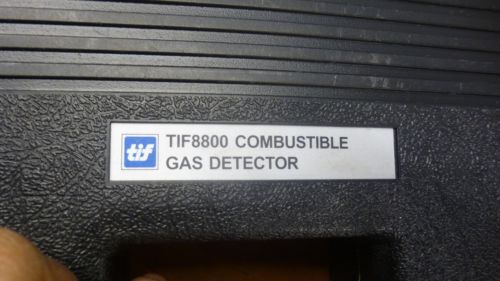 tif TIF8800 COMBUSTIBLE
GAS DETECTOR